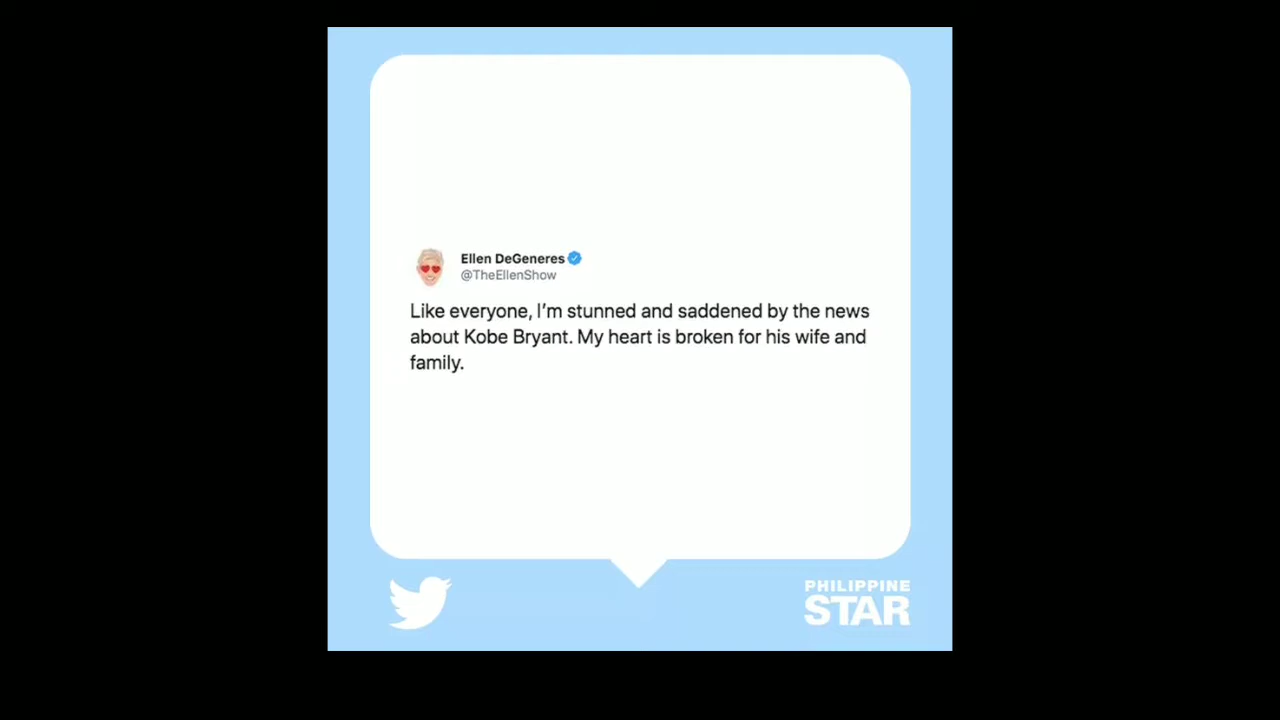 Ellen DeGeneres
@TheEllenShow
Like everyone, I'm stunned and saddened by the news
about Kobe Bryant. My heart is broken for his wife and
family.
PHILIPPINE
STAR